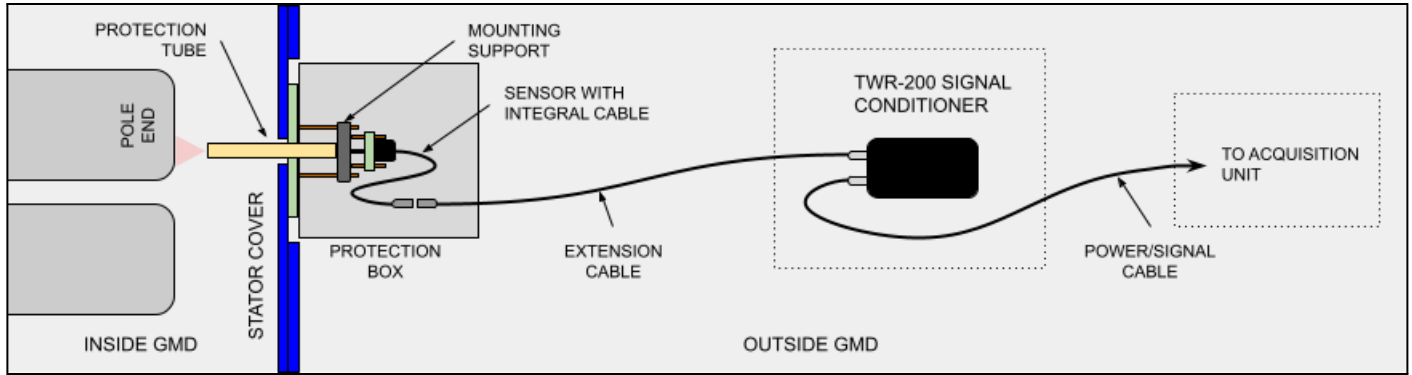 PROTECTION
TUBE
MOUNTING
SUPPORT
SENSOR WITH
INTEGRAL CABLE
TWR-200 SIGNAL
CONDITIONER
POLE
END
TO ACQUISITION
UNIT
STATOR COVER
PROTECTION
BOX
EXTENSION
CABLE
POWER/SIGNAL
CABLE
INSIDE GMD
OUTSIDE GMD